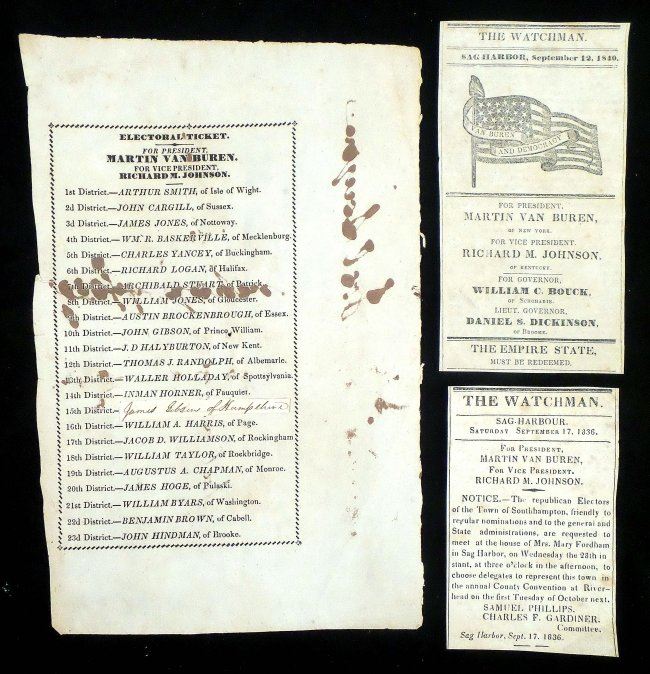 ELECTORAL TICKET.
FOR PRESIDENT,
MARTIN VAN BUREN.
FOR VICE PRESIDENT,
RICHARD M. JOHNSON.
1st District.—ARTHUR SMITH, of Isle of Wight.
2d District.—JOHN CARGILL, of Sussex.
3d District.—JAMES JONES, of Nottoway.
4th District.—WM. R. BASKERVILLE, of Mecklenburg.
5th District.—CHARLES YANCEY, of Buckingham.
6th District.—RICHARD LOGAN, of Halifax.
7th District.—ARCHIBALD STUART, of Patrick.
8th District.—WILLIAM JONES, of Gloucester.
9th District.—AUSTIN BROCKENBROUGH, of Essex.
10th District.—JOHN GIBSON, of Prince William.
11th District.—J. D HALYBURTON, of New Kent.
12th District.—THOMAS J. RANDOLPH, of Albemarle.
13th District.—WALLER HOLLADAY, of Spottsylvania.
14th District.—INMAN HORNER, of Fauquier.
15th District.—James Gibson of Hampshire
16th District.—WILLIAM A. HARRIS, of Page.
17th District.—JACOB D. WILLIAMSON, of Rockingham
18th District.—WILLIAM TAYLOR, of Rockbridge.
19th District.—AUGUSTUS A. CHAPMAN, of Monroe.
20th District.—JAMES HOGE, of Pulaski.
21st District.—WILLIAM BYARS, of Washington.
22d District.—BENJAMIN BROWN, of Cabell.
23d District.—JOHN HINDMAN, of Brooke.
THE WATCHMAN.
SAG-HARBOR, September 12, 1840.
VAN BUREN
AND DEMOCRACY
FOR PRESIDENT,
MARTIN VAN BUREN,
OF NEW YORK.
FOR VICE PRESIDENT.
RICHARD M. JOHNSON,
OF KENTUCKY.
FOR GOVERNOR,
WILLIAM C. BOUCK,
OF SCHOHARIE.
LIEUT. GOVERNOR,
DANIEL S. DICKINSON,
OF BROOME.
THE EMPIRE STATE,
MUST BE REDEEMED.
THE WATCHMAN.
SAG-HARBOUR.
SATURDAY SEPTEMBER 17, 1836.
FOR PRESIDENT,
MARTIN VAN BUREN,
FOR VICE PRESIDENT.
RICHARD M. JOHNSON.
NOTICE.—The republican Electors
of the Town of Southhampton, friendly to
regular nominations and to the general and
State administrations, are requested to
meet at the house of Mrs. Mary Fordham
in Sag Harbor, on Wednesday the 28th in
stant, at three o'clock in the afternoon, to
choose delegates to represent this town in
the annual County Convention at River-
head on the first Tuesday of October next.
SAMUEL PHILLIPS.
CHARLES F. GARDINER.
Committee.
Sag Harbor, Sept. 17. 1836.